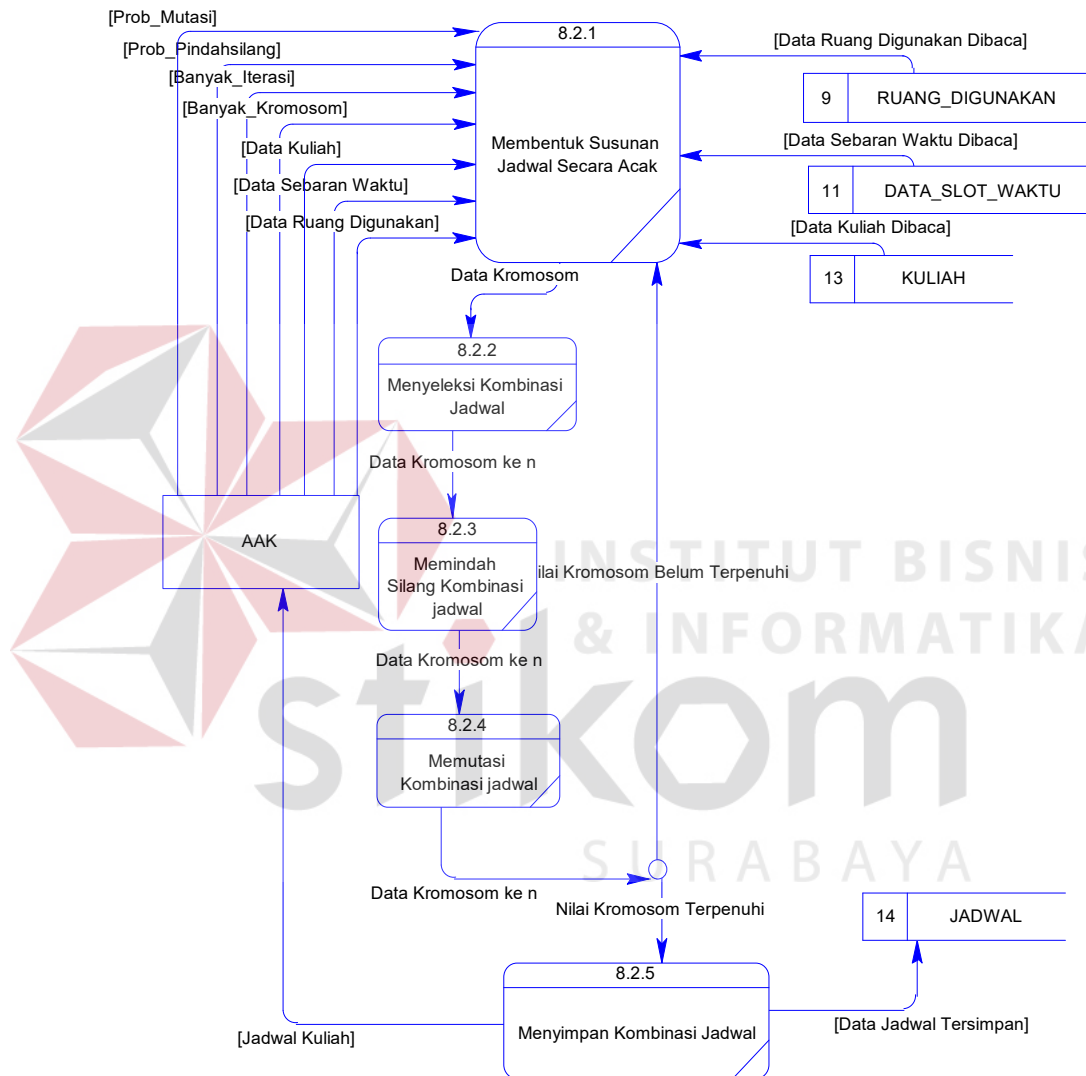 [Prob_Mutasi]
[Prob_Pindahsilang]
[Banyak_Iterasi]
[Banyak_Kromosom]
[Data Kuliah]
[Data Sebaran Waktu]
[Data Ruang Digunakan]
8.2.1
Membentuk Susunan
Jadwal Secara Acak
[Data Ruang Digunakan Dibaca]
9 RUANG_DIGUNAKAN
[Data Sebaran Waktu Dibaca]
11 DATA_SLOT_WAKTU
[Data Kuliah Dibaca]
13 KULIAH
Data Kromosom
8.2.2
Menyeleksi Kombinasi
Jadwal
Data Kromosom ke n
AAK
8.2.3
Memindah
Silang Kombinasi
jadwal
ilai Kromosom Belum Terpenuhi
INSTITUT BISNIS
& INFORMATIKA
stikom
SURABAYA
Data Kromosom ke n
8.2.4
Memutasi
Kombinasi jadwal
Data Kromosom ke n
Nilai Kromosom Terpenuhi
14 JADWAL
8.2.5
Menyimpan Kombinasi Jadwal
[Jadwal Kuliah]
[Data Jadwal Tersimpan]